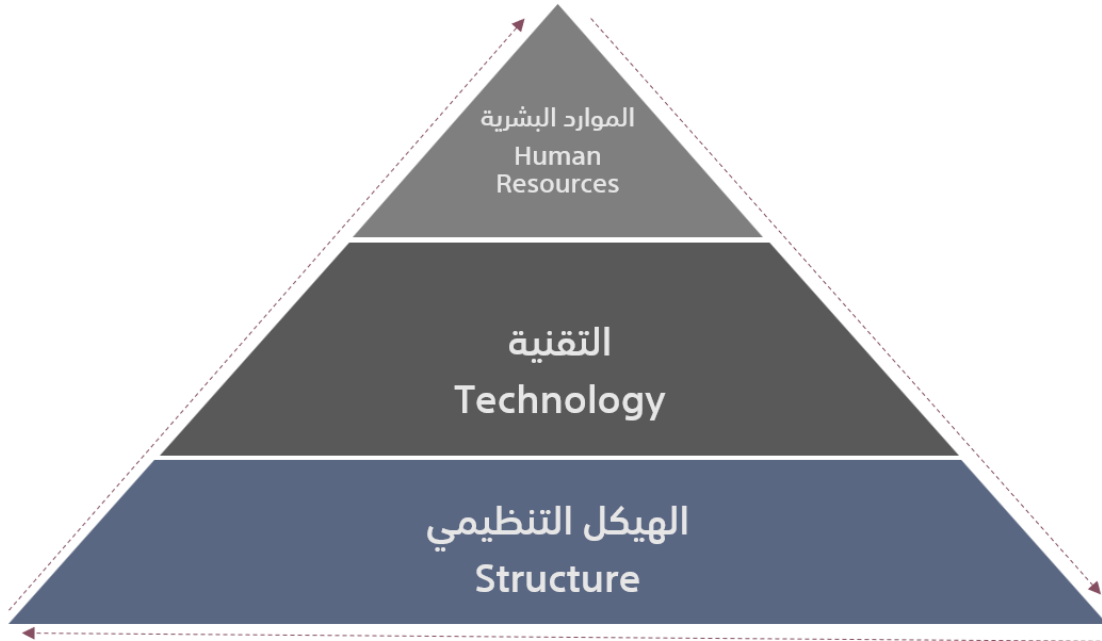 الموارد البشرية
Human
Resources
التقنية
Technology
الهيكل التنظيمي
Structure